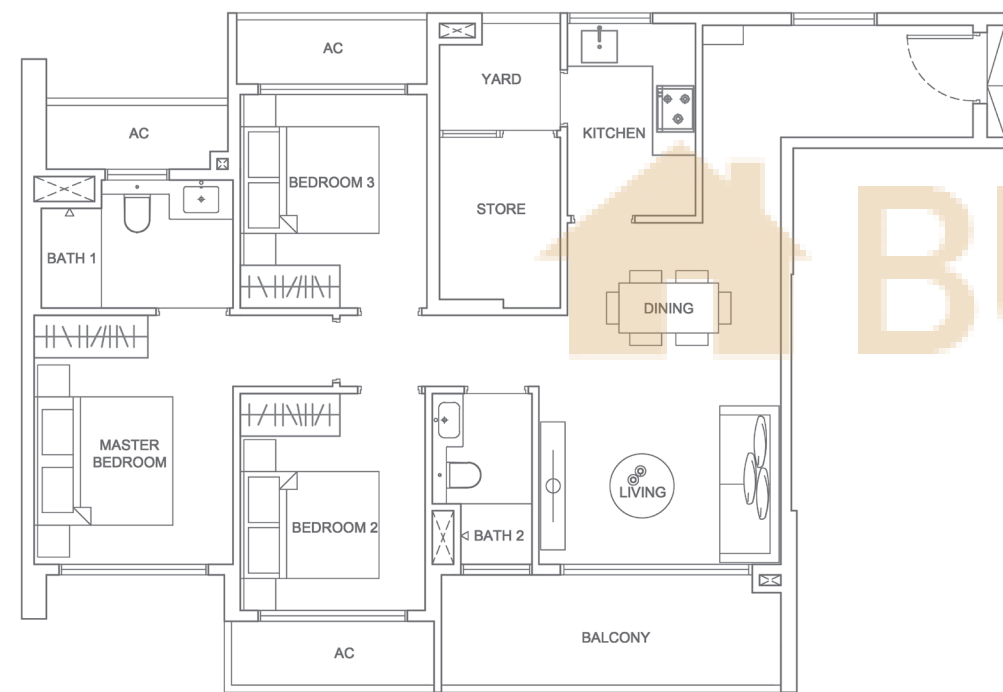 AC
YARD
KITCHEN
AC
BEDROOM 3
STORE
BATH 1
DINING
MASTER
BEDROOM
LIVING
BEDROOM 2
BATH 2
BALCONY
AC